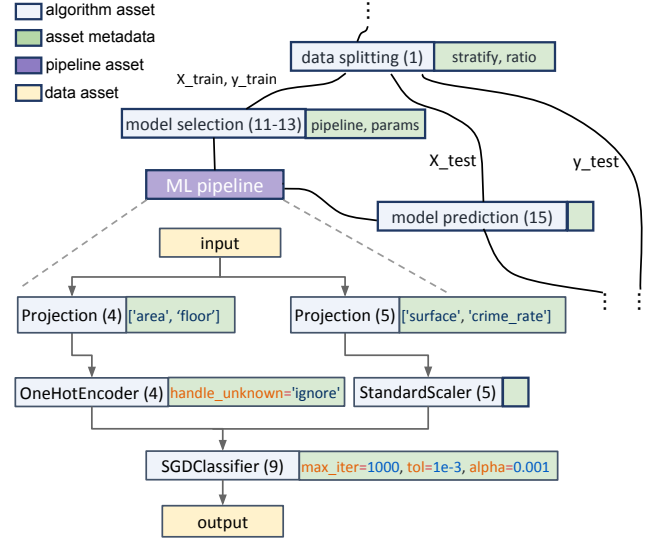 algorithm asset
asset metadata
pipeline asset
data asset
data splitting (1)
stratify, ratio
X_train, y_train
model selection (11-13)
pipeline, params
X_test
y_test
ML pipeline
model prediction (15)
input
Projection (4)
['area', ‘floor’]
Projection (5)
['surface', 'crime_rate']
OneHotEncoder (4)
handle_unknown='ignore'
StandardScaler (5)
SGDClassifier (9)
max_iter=1000, tol=1e-3, alpha=0.001
output